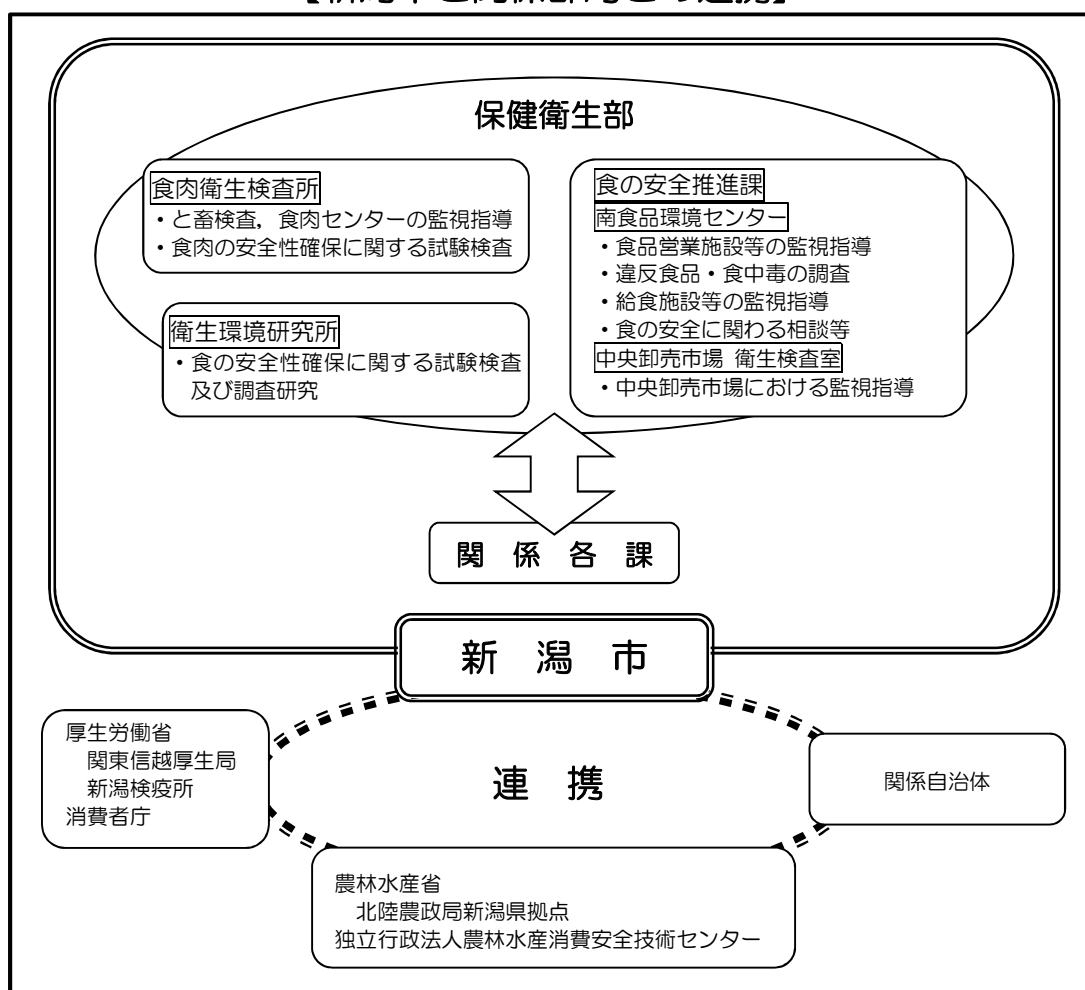 保健衛生部
食肉衛生検査所
・と畜検査，食肉センターの監視指導
・食肉の安全性確保に関する試験検査
衛生環境研究所
・食の安全性確保に関する試験検査
及び調査研究
食の安全推進課
南食品環境センター
・食品営業施設等の監視指導
・違反食品・食中毒の調査
・給食施設等の監視指導
・食の安全に関わる相談等
中央卸売市場 衛生検査室
・中央卸売市場における監視指導
関 係 各 課
新 潟 市
厚生労働省
関東信越厚生局
新潟検疫所
消費者庁
連 携
関係自治体
農林水産省
北陸農政局新潟県拠点
独立行政法人農林水産消費安全技術センター